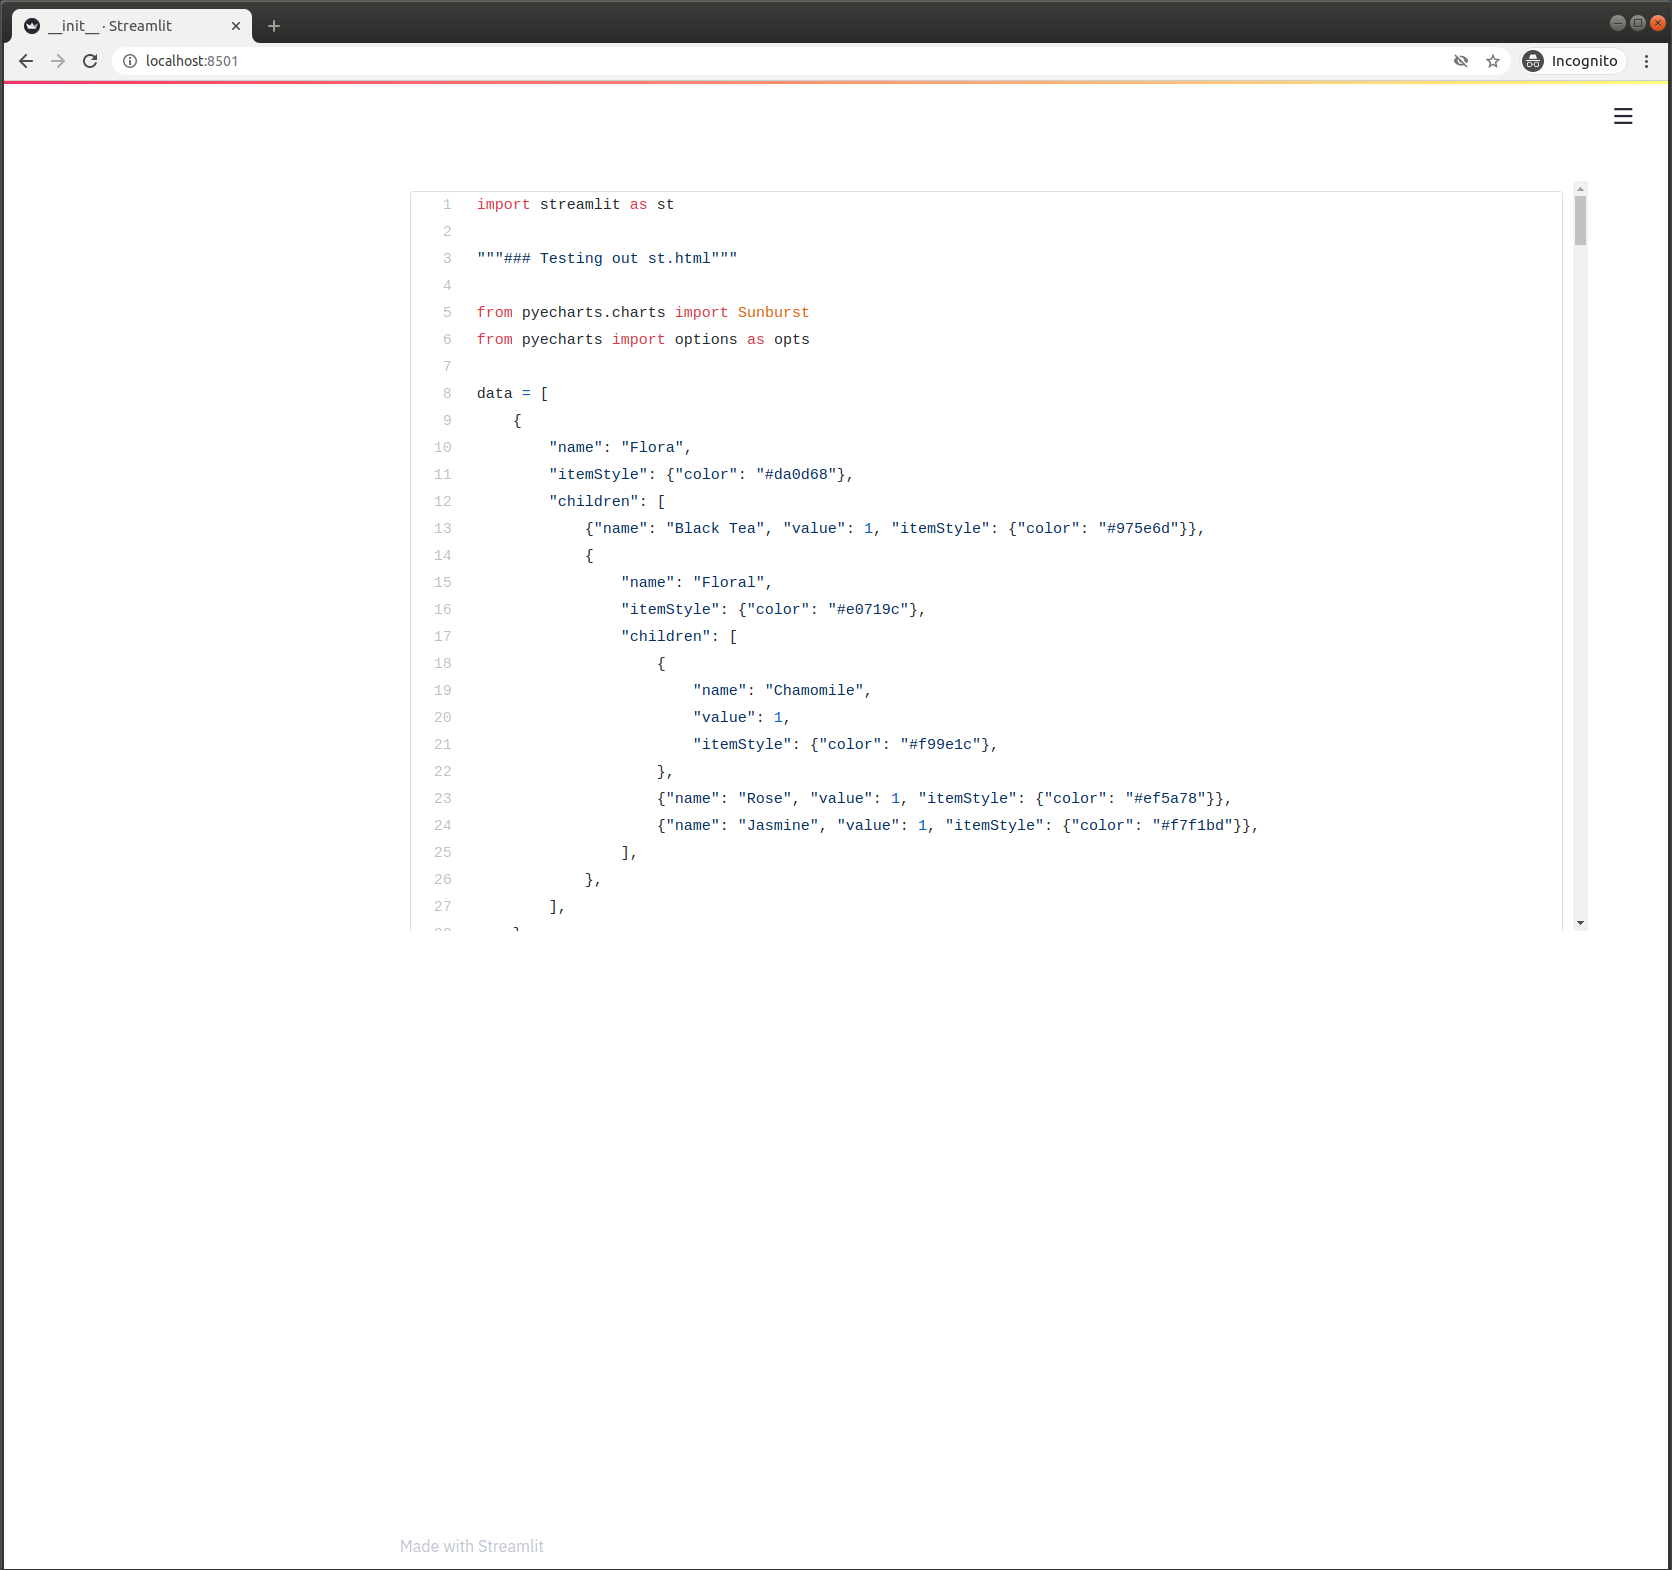 __init__ · Streamlit
localhost:8501
Incognito
1 import streamlit as st
2
3 """### Testing out st.html"""
4
5 from pyecharts.charts import Sunburst
6 from pyecharts import options as opts
7
8 data = [
9     {
10         "name": "Flora",
11         "itemStyle": {"color": "#da0d68"},
12         "children": [
13             {"name": "Black Tea", "value": 1, "itemStyle": {"color": "#975e6d"}},
14             {
15                 "name": "Floral",
16                 "itemStyle": {"color": "#e0719c"},
17                 "children": [
18                     {
19                         "name": "Chamomile",
20                         "value": 1,
21                         "itemStyle": {"color": "#f99e1c"},
22                     },
23                     {"name": "Rose", "value": 1, "itemStyle": {"color": "#ef5a78"}},
24                     {"name": "Jasmine", "value": 1, "itemStyle": {"color": "#f7f1bd"}},
25                 ],
26             },
27         ],
Made with Streamlit